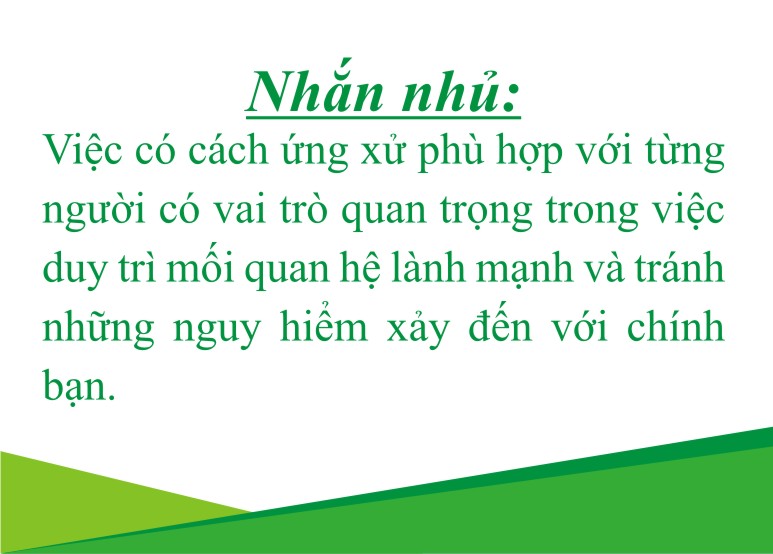 Nhắn nhủ:
Việc có cách ứng xử phù hợp với từng
người có vai trò quan trọng trong việc
duy trì mối quan hệ lành mạnh và tránh
những nguy hiểm xảy đến với chính
bạn.